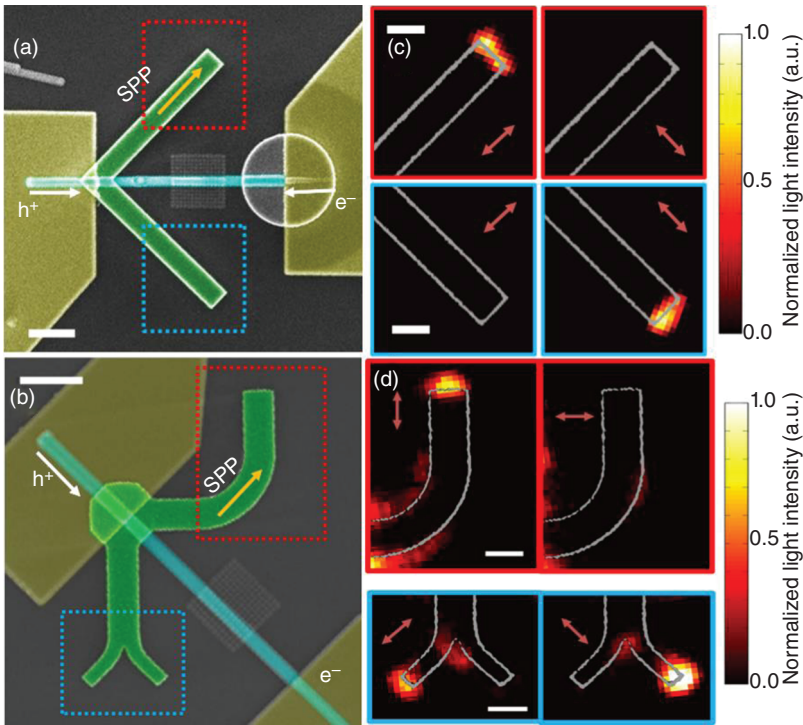 (a)
SPP
h+
e−
(b)
h+
SPP
e−
(c)
1.0
0.5
0.0
Normalized light intensity (a.u.)
(d)
1.0
0.5
0.0
Normalized light intensity (a.u.)